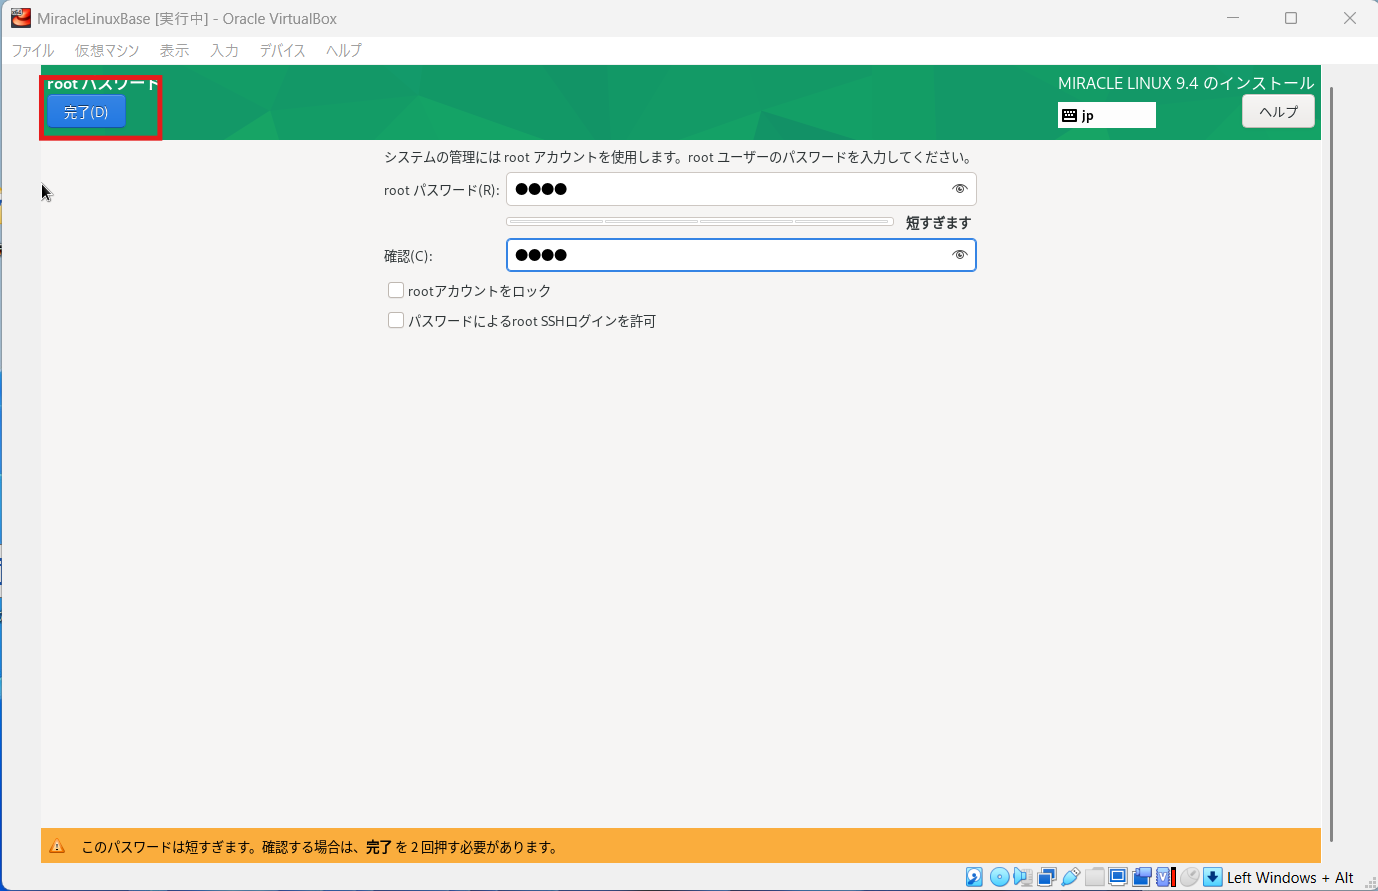 MiracleLinuxBase [実行中] - Oracle VirtualBox
ファイル 仮想マシン 表示 入力 デバイス ヘルプ
root パスワード
MIRACLE LINUX 9.4 のインストール
完了(D)
jp
ヘルプ
システムの管理には root アカウントを使用します。root ユーザーのパスワードを入力してください。
root パスワード(R): ●●●●
短すぎます
確認(C): ●●●●
rootアカウントをロック
パスワードによるroot SSHログインを許可
このパスワードは短すぎます。確認する場合は、完了 を 2 回押す必要があります。
Left Windows + Alt